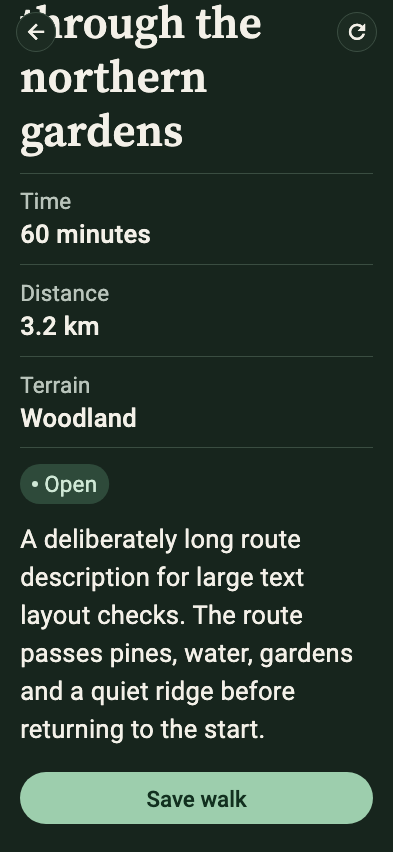 through the
northern
gardens
Time
60 minutes
Distance
3.2 km
Terrain
Woodland
• Open
A deliberately long route
description for large text
layout checks. The route
passes pines, water, gardens
and a quiet ridge before
returning to the start.
Save walk